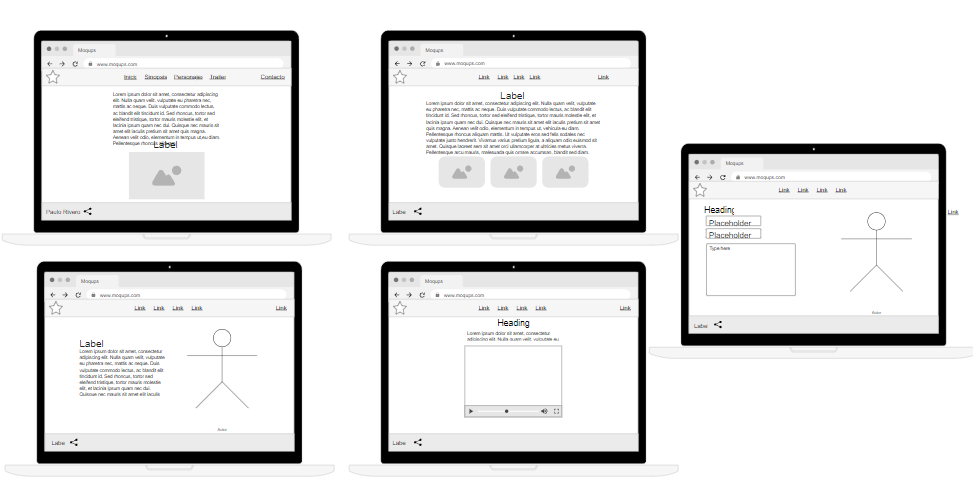 Moqups
www.moqups.com
Inicio Sinopsis Personajes Trailer Contacto
Lorem ipsum dolor sit amet, consectetur adipiscing
elit. Nulla quam velit, vulputate eu pharetra nec,
mattis ac neque. Duis vulputate commodo lectus,
ac blandit elit tincidunt id. Sed rhoncus, tortor sed
eleifend tristique, tortor mauris molestie elit, et
lacinia ipsum quam nec dui. Quisque nec mauris sit
amet elit iaculis pretium sit amet quis magna.
Aenean velit odio, elementum in tempus ut, vehicula eu diam.
Pellentesque rhoncus
Label
Paulo Rivero
Moqups
www.moqups.com
Link Link Link Link Link
Label
Lorem ipsum dolor sit amet, consectetur adipiscing elit. Nulla quam velit, vulputate
eu pharetra nec, mattis ac neque. Duis vulputate commodo lectus, ac blandit elit
tincidunt id. Sed rhoncus, tortor sed eleifend tristique, tortor mauris molestie elit, et
lacinia ipsum quam nec dui. Quisque nec mauris sit amet elit iaculis pretium sit amet
quis magna. Aenean velit odio, elementum in tempus ut, vehicula eu diam.
Pellentesque rhoncus aliquam mattis. Ut vulputate eros sed felis sodales nec
vulputate justo hendrerit. Vivamus varius pretium ligula, a aliquam odio euismod sit
amet. Quisque laoreet sem sit amet orci ullamcorper at ultricies metus viverra.
Pellentesque arcu mauris, malesuada quis ornare accumsan, blandit sed diam.
Label
Moqups
www.moqups.com
Link Link Link Link Link
Heading
Placeholder
Placeholder
Type here
Actor
Label
Moqups
www.moqups.com
Link Link Link Link Link
Label
Lorem ipsum dolor sit amet, consectetur
adipiscing elit. Nulla quam velit, vulputate
eu pharetra nec, mattis ac neque. Duis
vulputate commodo lectus, ac blandit elit
tincidunt id. Sed rhoncus, tortor sed
eleifend tristique, tortor mauris molestie
elit, et lacinia ipsum quam nec dui.
Quisque nec mauris sit amet elit iaculis
Actor
Label
Moqups
www.moqups.com
Link Link Link Link Link
Heading
Lorem ipsum dolor sit amet, consectetur
adipiscing elit. Nulla quam velit, vulputate eu
Label